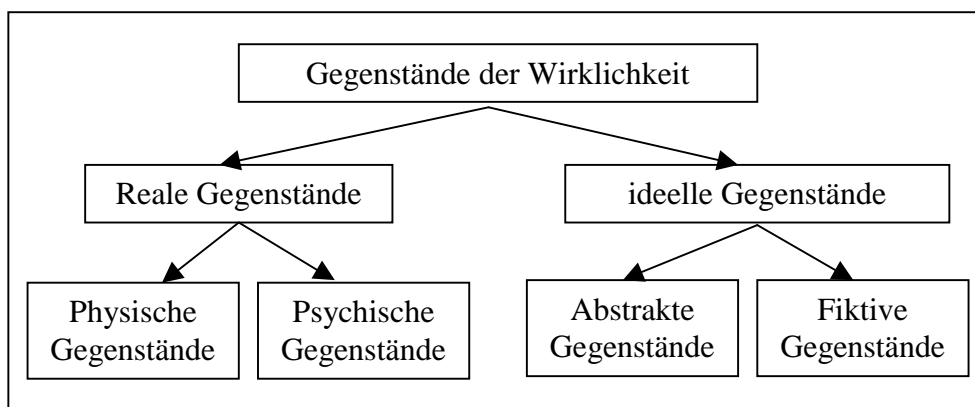 Gegenstände der Wirklichkeit
Reale Gegenstände
ideelle Gegenstände
Physische
Gegenstände
Psychische
Gegenstände
Abstrakte
Gegenstände
Fiktive
Gegenstände